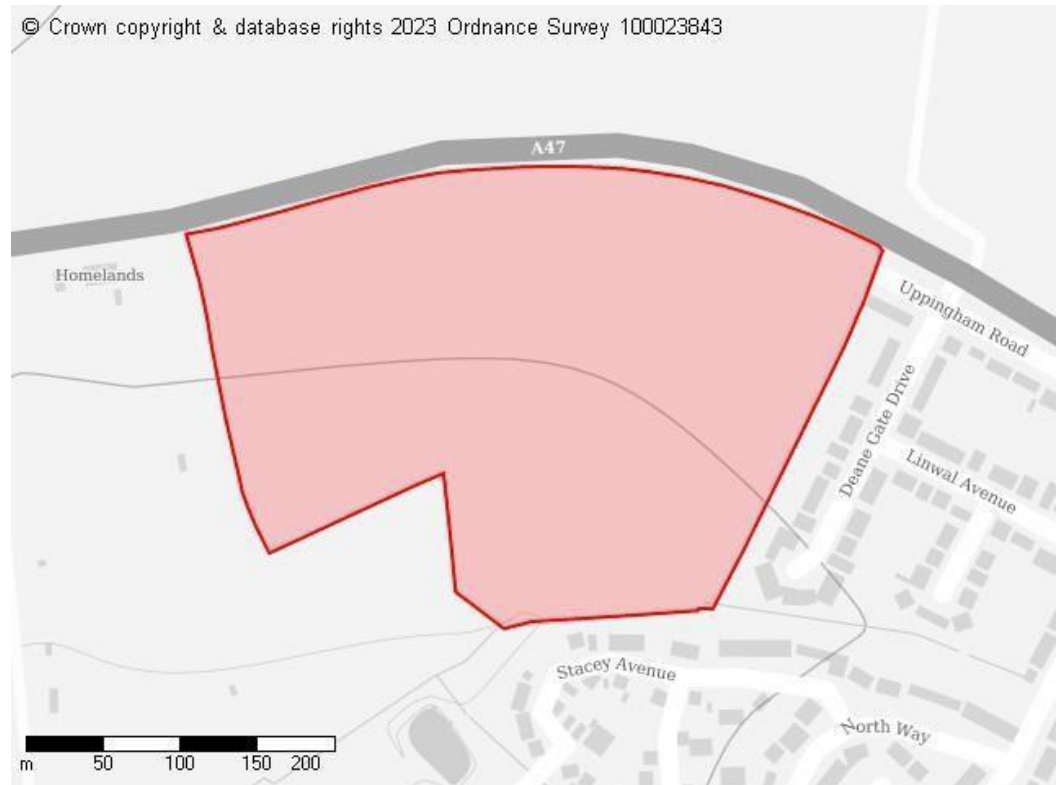 © Crown copyright & database rights 2023 Ordnance Survey 100023843
A47
Homelands
Uppingham Road
Deane Gate Drive
Linwal Avenue
Stacey Avenue
North Way
m 50 100 150 200